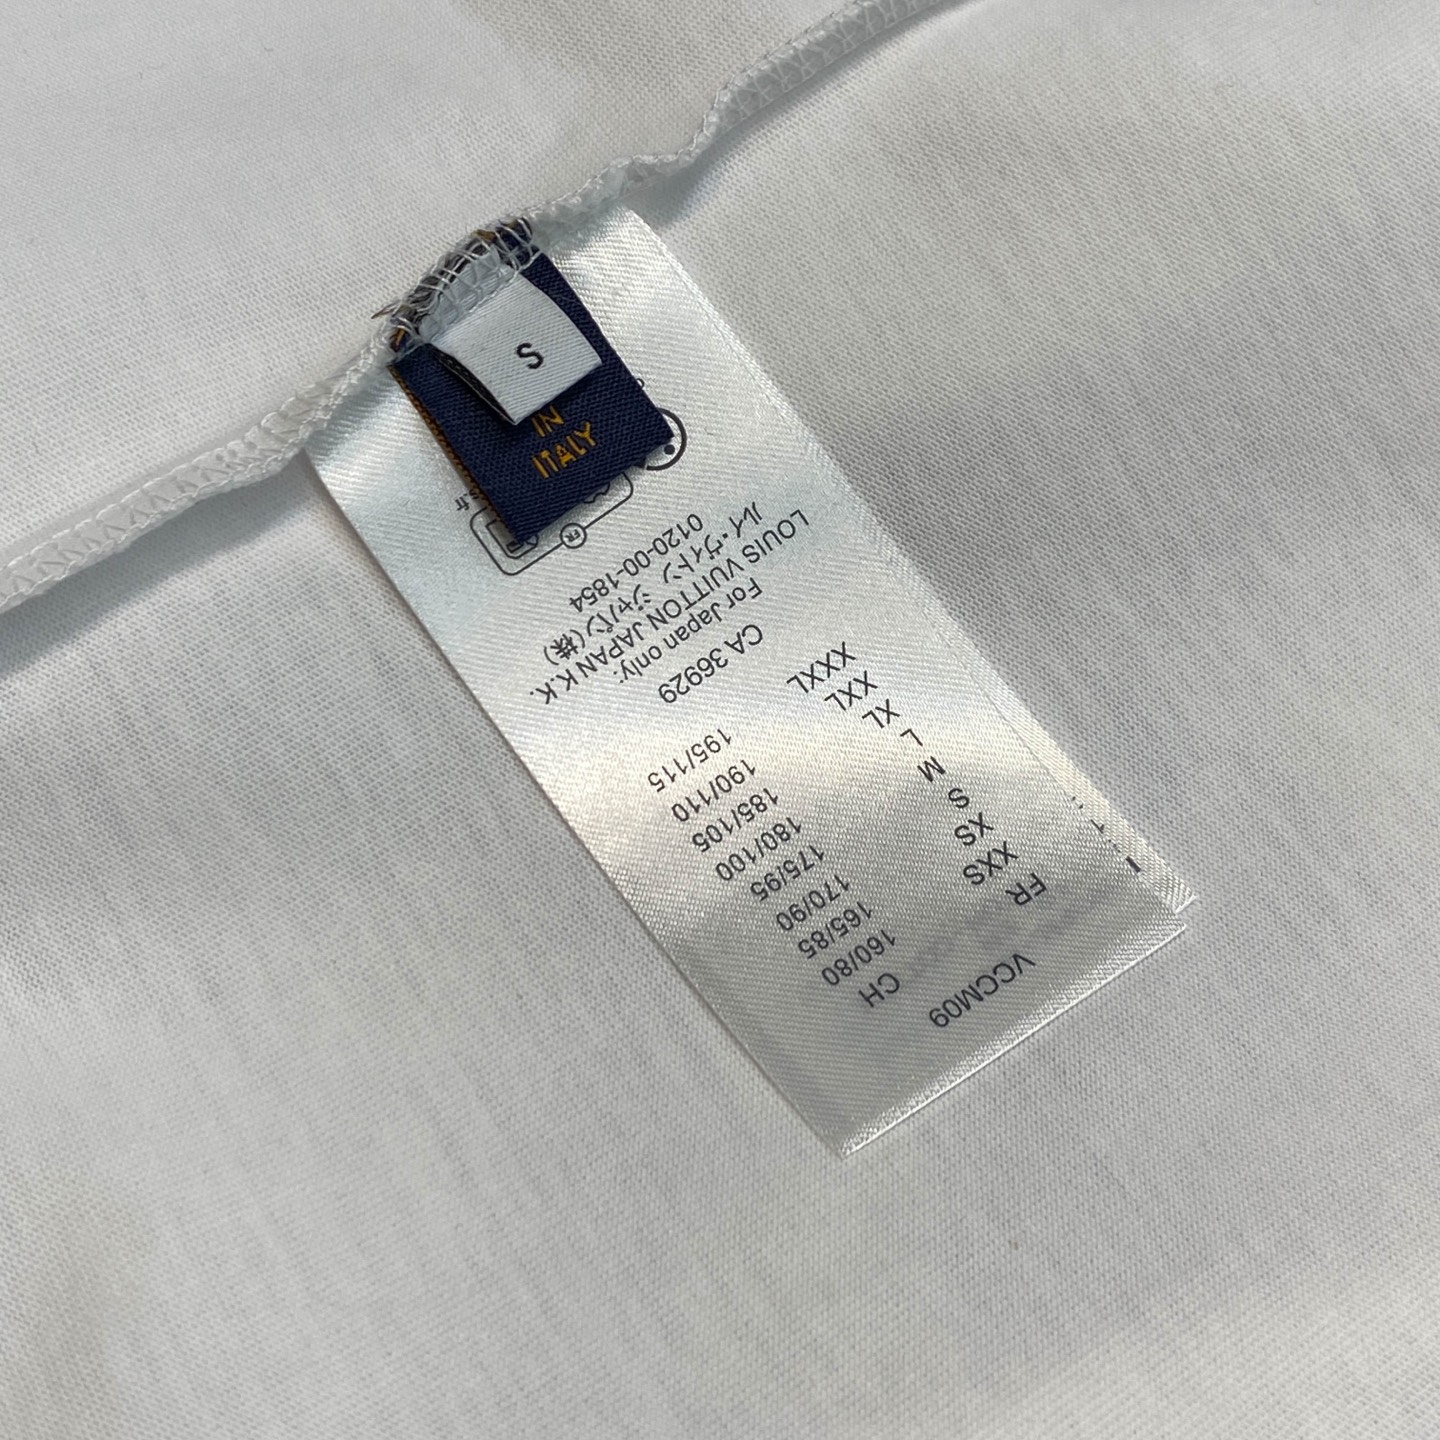 S
IN
ITALY
VCCM09
FR CH
XXS 160/80
XS 165/85
S 170/90
M 175/95
L 180/100
XL 185/105
XXL 190/110
XXXL 195/115
CA 36929
For Japan only:
LOUIS VUITTON JAPAN K.K.
ルイ・ヴィトン ジャパン(株)
0120-00-1854
FR
s.fr